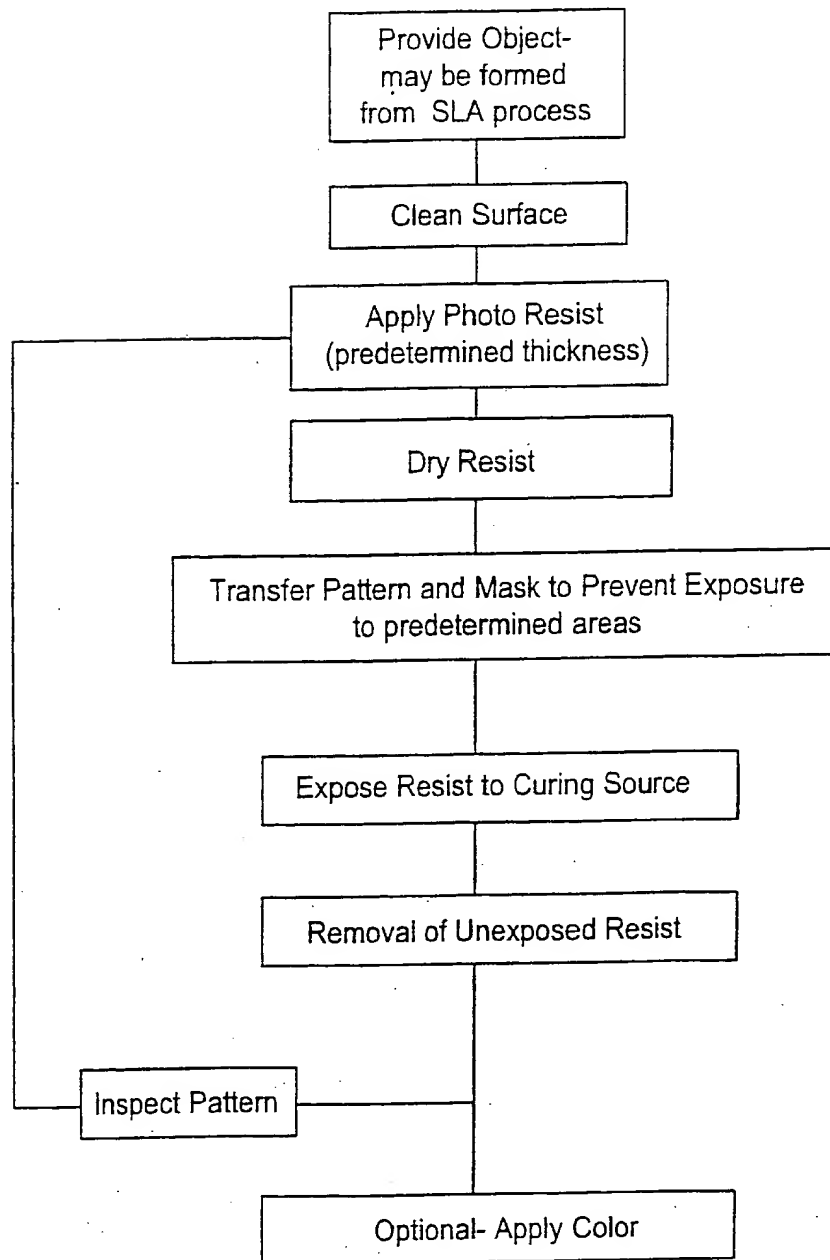 Provide Object-
may be formed
from SLA process
Clean Surface
Apply Photo Resist
(predetermined thickness)
Dry Resist
Transfer Pattern and Mask to Prevent Exposure
to predetermined areas
Expose Resist to Curing Source
Removal of Unexposed Resist
Inspect Pattern
Optional- Apply Color